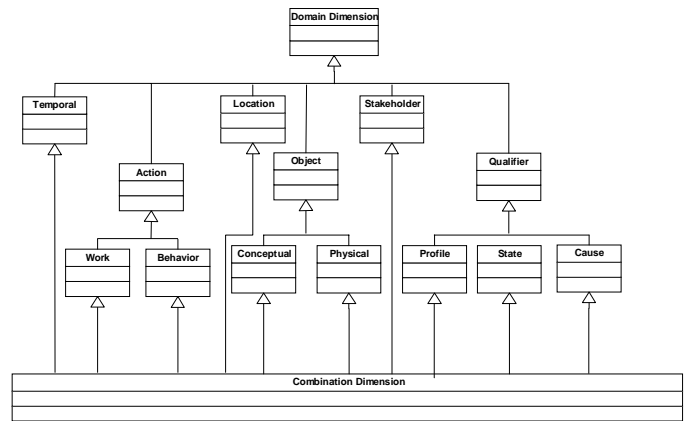 Domain Dimension
Temporal
Location
Stakeholder
Action
Object
Qualifier
Work
Behavior
Conceptual
Physical
Profile
State
Cause
Combination Dimension